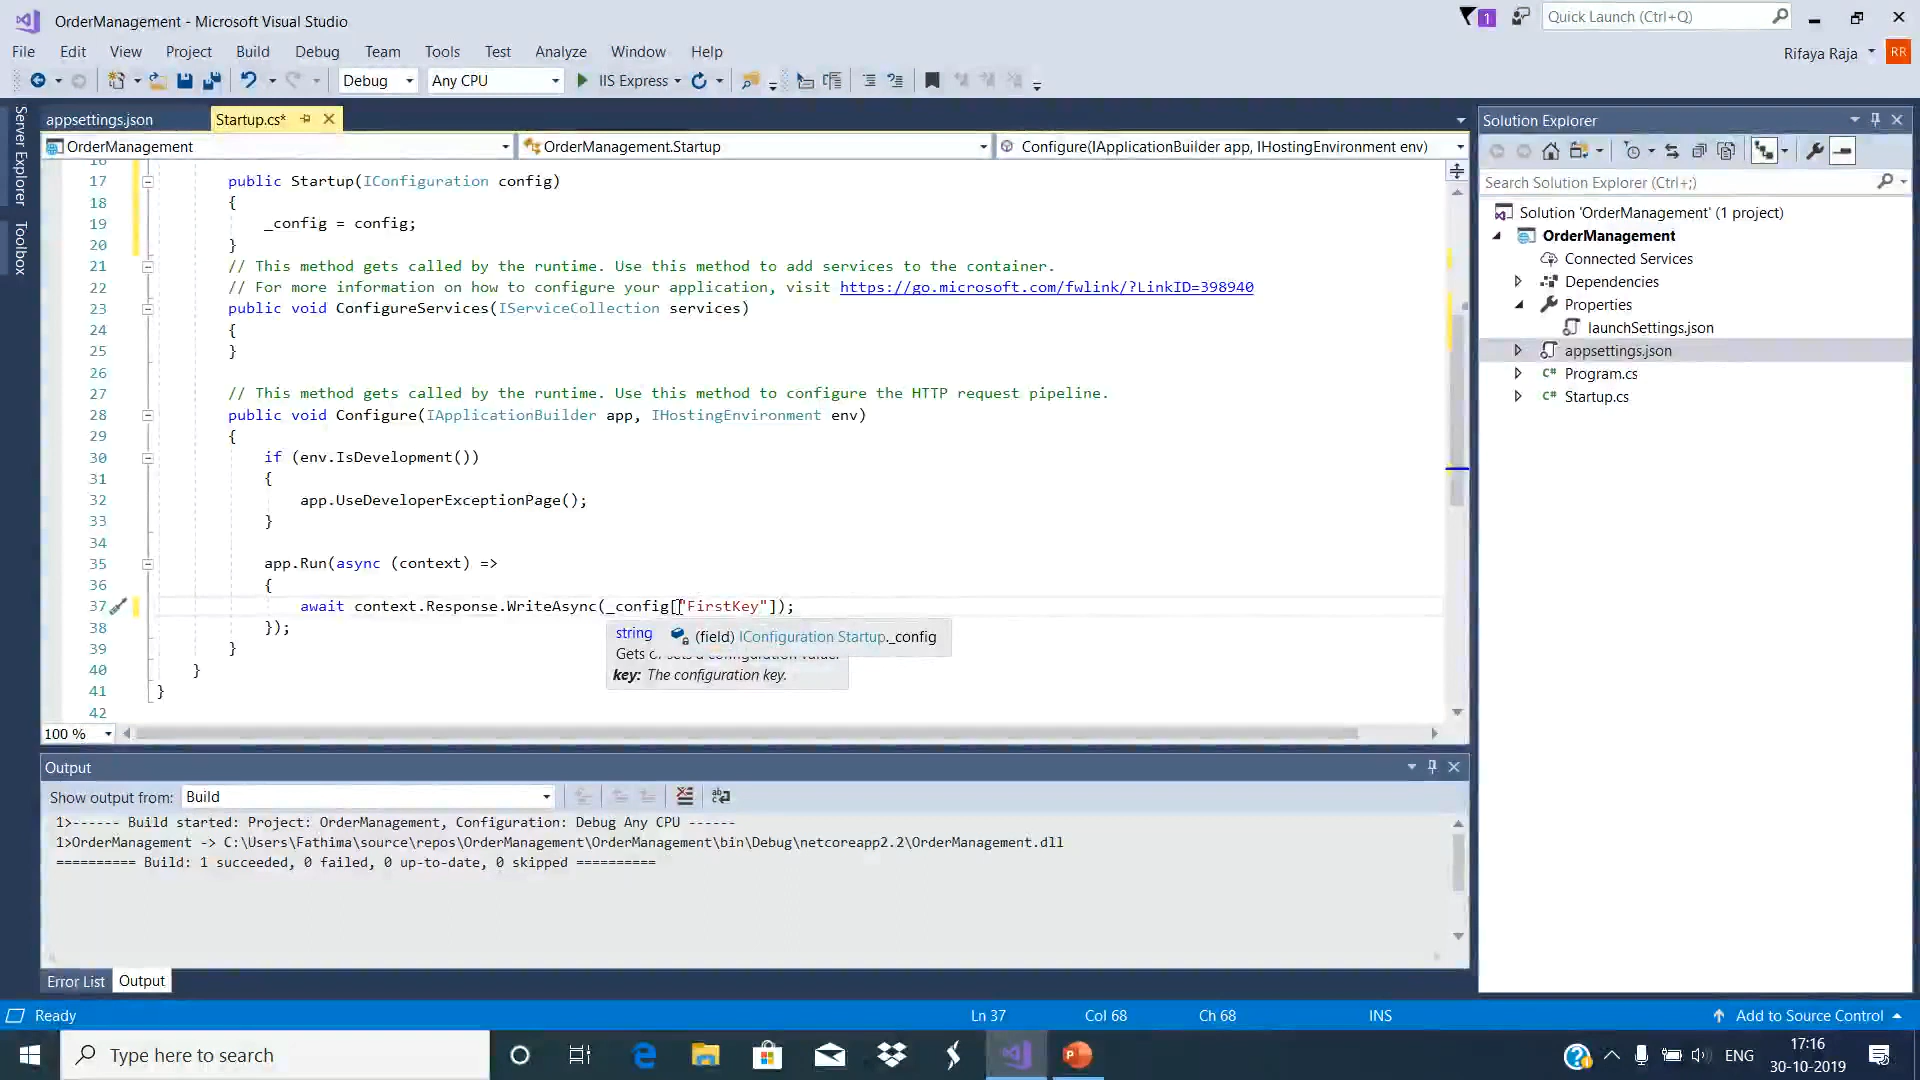 OrderManagement - Microsoft Visual Studio
1
Quick Launch (Ctrl+Q)
File Edit View Project Build Debug Team Tools Test Analyze Window Help
Rifaya Raja
RR
Debug
Any CPU
IIS Express
Server Explorer
Toolbox
appsettings.json
Startup.cs*
OrderManagement
OrderManagement.Startup
Configure(IApplicationBuilder app, IHostingEnvironment env)
17 public Startup(IConfiguration config)
18 {
19 _config = config;
20 }
21 // This method gets called by the runtime. Use this method to add services to the container.
22 // For more information on how to configure your application, visit https://go.microsoft.com/fwlink/?LinkID=398940
23 public void ConfigureServices(IServiceCollection services)
24 {
25 }
26
27 // This method gets called by the runtime. Use this method to configure the HTTP request pipeline.
28 public void Configure(IApplicationBuilder app, IHostingEnvironment env)
29 {
30 if (env.IsDevelopment())
31 {
32 app.UseDeveloperExceptionPage();
33 }
34
35 app.Run(async (context) =>
36 {
37 await context.Response.WriteAsync(_config["FirstKey"]);
38 });
39 }
40 }
41 }
42
string
(field) IConfiguration Startup._config
Gets
key: The configuration key.
100 %
Output
Show output from: Build
1>------ Build started: Project: OrderManagement, Configuration: Debug Any CPU ------
1>OrderManagement -> C:\Users\Fathima\source\repos\OrderManagement\OrderManagement\bin\Debug\netcoreapp2.2\OrderManagement.dll
========== Build: 1 succeeded, 0 failed, 0 up-to-date, 0 skipped ==========
Error List
Output
Solution Explorer
Search Solution Explorer (Ctrl+;)
Solution 'OrderManagement' (1 project)
OrderManagement
Connected Services
Dependencies
Properties
launchSettings.json
appsettings.json
C# Program.cs
C# Startup.cs
Ready
Ln 37
Col 68
Ch 68
INS
Add to Source Control
Type here to search
ENG
17:16
30-10-2019